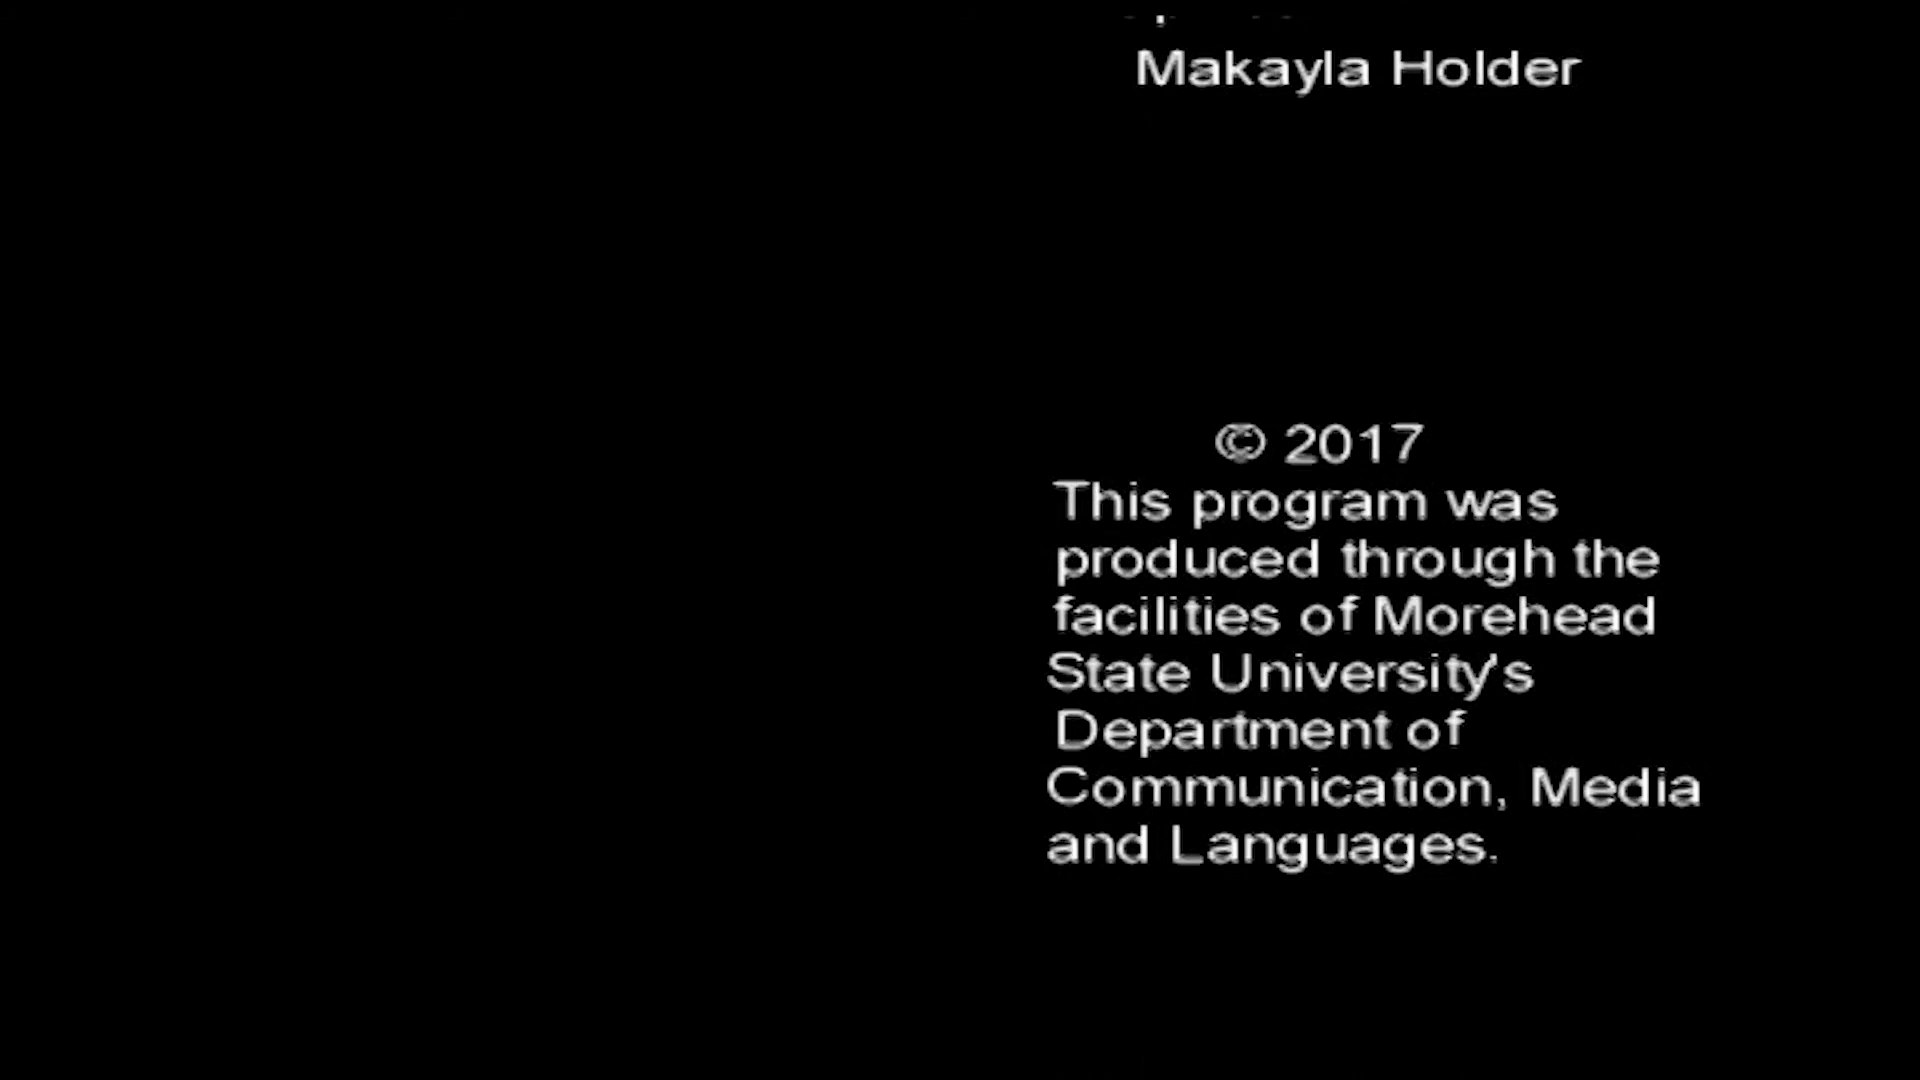 Makayla Holder
© 2017
This program was
produced through the
facilities of Morehead
State University's
Department of
Communication, Media
and Languages.